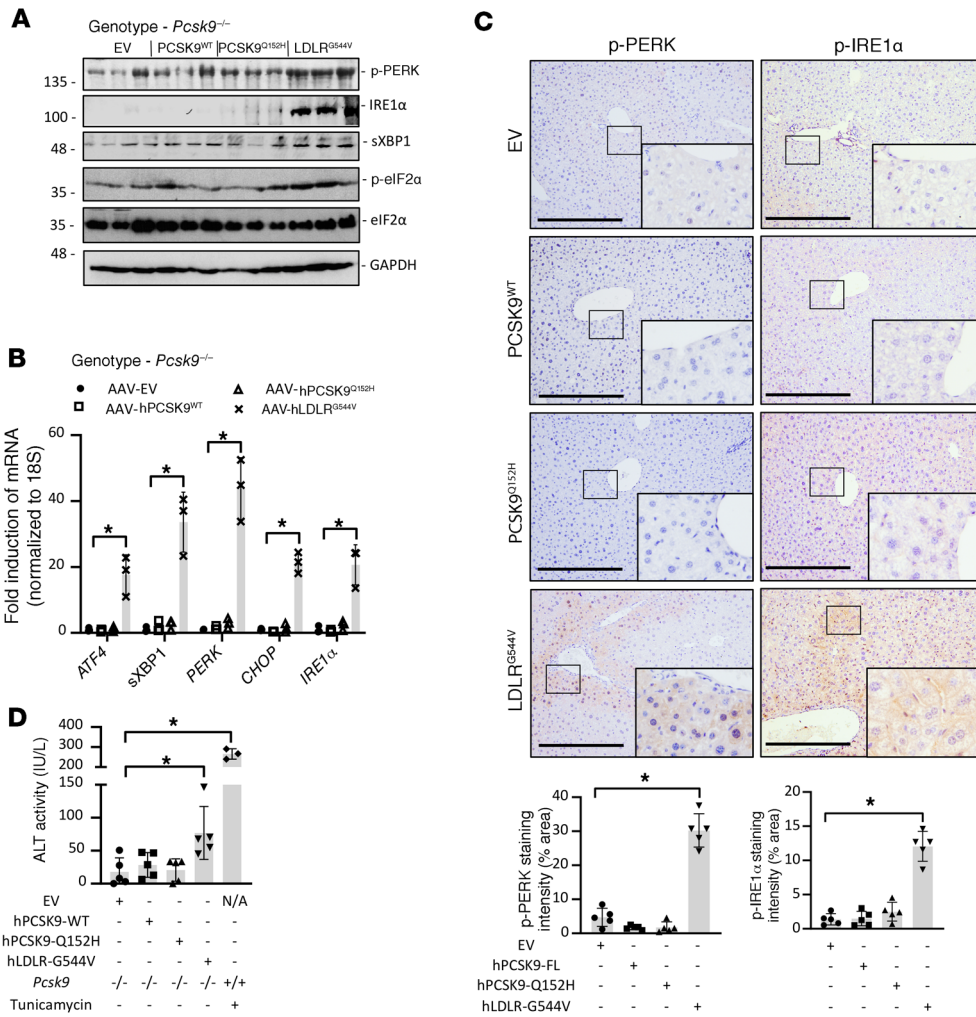 A
Genotype - Pcsk9–/–
EV | PCSK9WT | PCSK9Q152H | LDLRG544V
135 -
- p-PERK
100 -
IRE1α
48 -
- sXBP1
35 -
- p-eIF2α
35 -
eIF2α
48 -
- GAPDH
B
Genotype - Pcsk9–/–
AAV-EV
AAV-hPCSK9Q152H
AAV-hPCSK9WT
AAV-hLDLRG544V
Fold induction of mRNA
(normalized to 18S)
60
40
20
0
* * * * *
ATF4 sXBP1 PERK CHOP IRE1α
C
p-PERK p-IRE1α
EV
PCSK9WT
PCSK9Q152H
LDLRG544V
p-PERK staining
intensity (% area)
40
30
20
10
0
*
EV + - - -
hPCSK9-FL - + - -
hPCSK9-Q152H - - + -
hLDLR-G544V - - - +
p-IRE1α staining
intensity (% area)
20
15
10
5
0
*
+ - - -
- + - -
- - + -
- - - +
D
ALT activity (IU/L)
400
300
200
150
100
50
0
*
*
EV + - - - N/A
hPCSK9-WT - + - - -
hPCSK9-Q152H - - + - -
hLDLR-G544V - - - + -
Pcsk9 -/- -/- -/- -/- +/+
Tunicamycin - - - - +